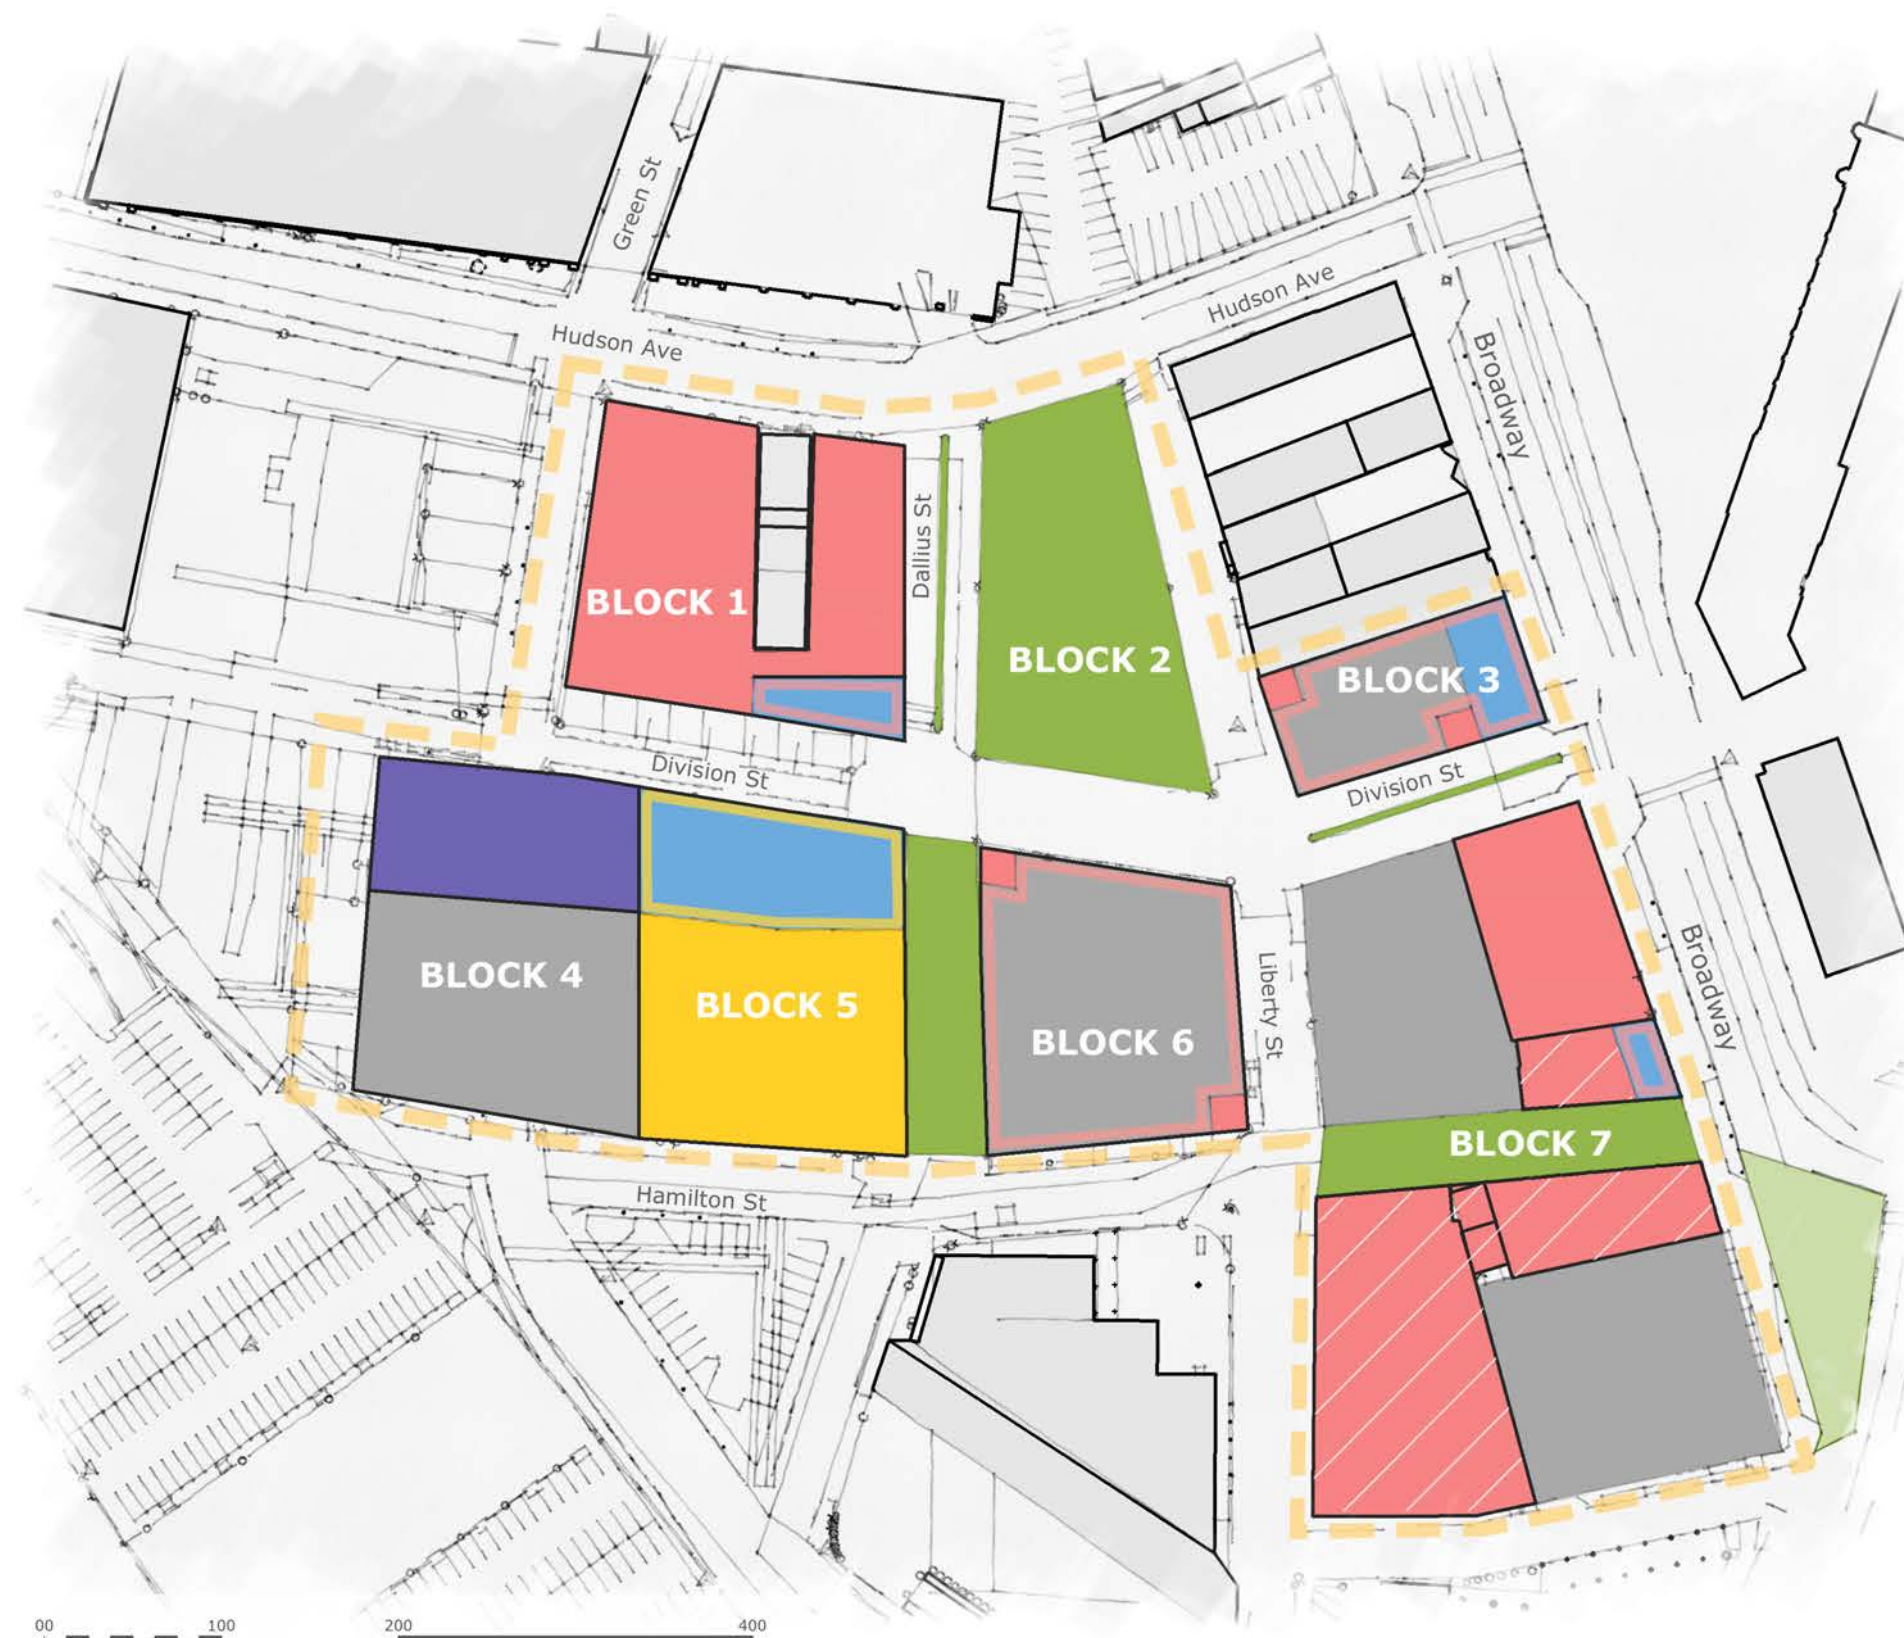 Green St
Hudson Ave
Hudson Ave
Broadway
Dallius St
BLOCK 1
BLOCK 2
BLOCK 3
Division St
Division St
BLOCK 4
BLOCK 5
BLOCK 6
Liberty St
Broadway
BLOCK 7
Hamilton St
00 100 200 400